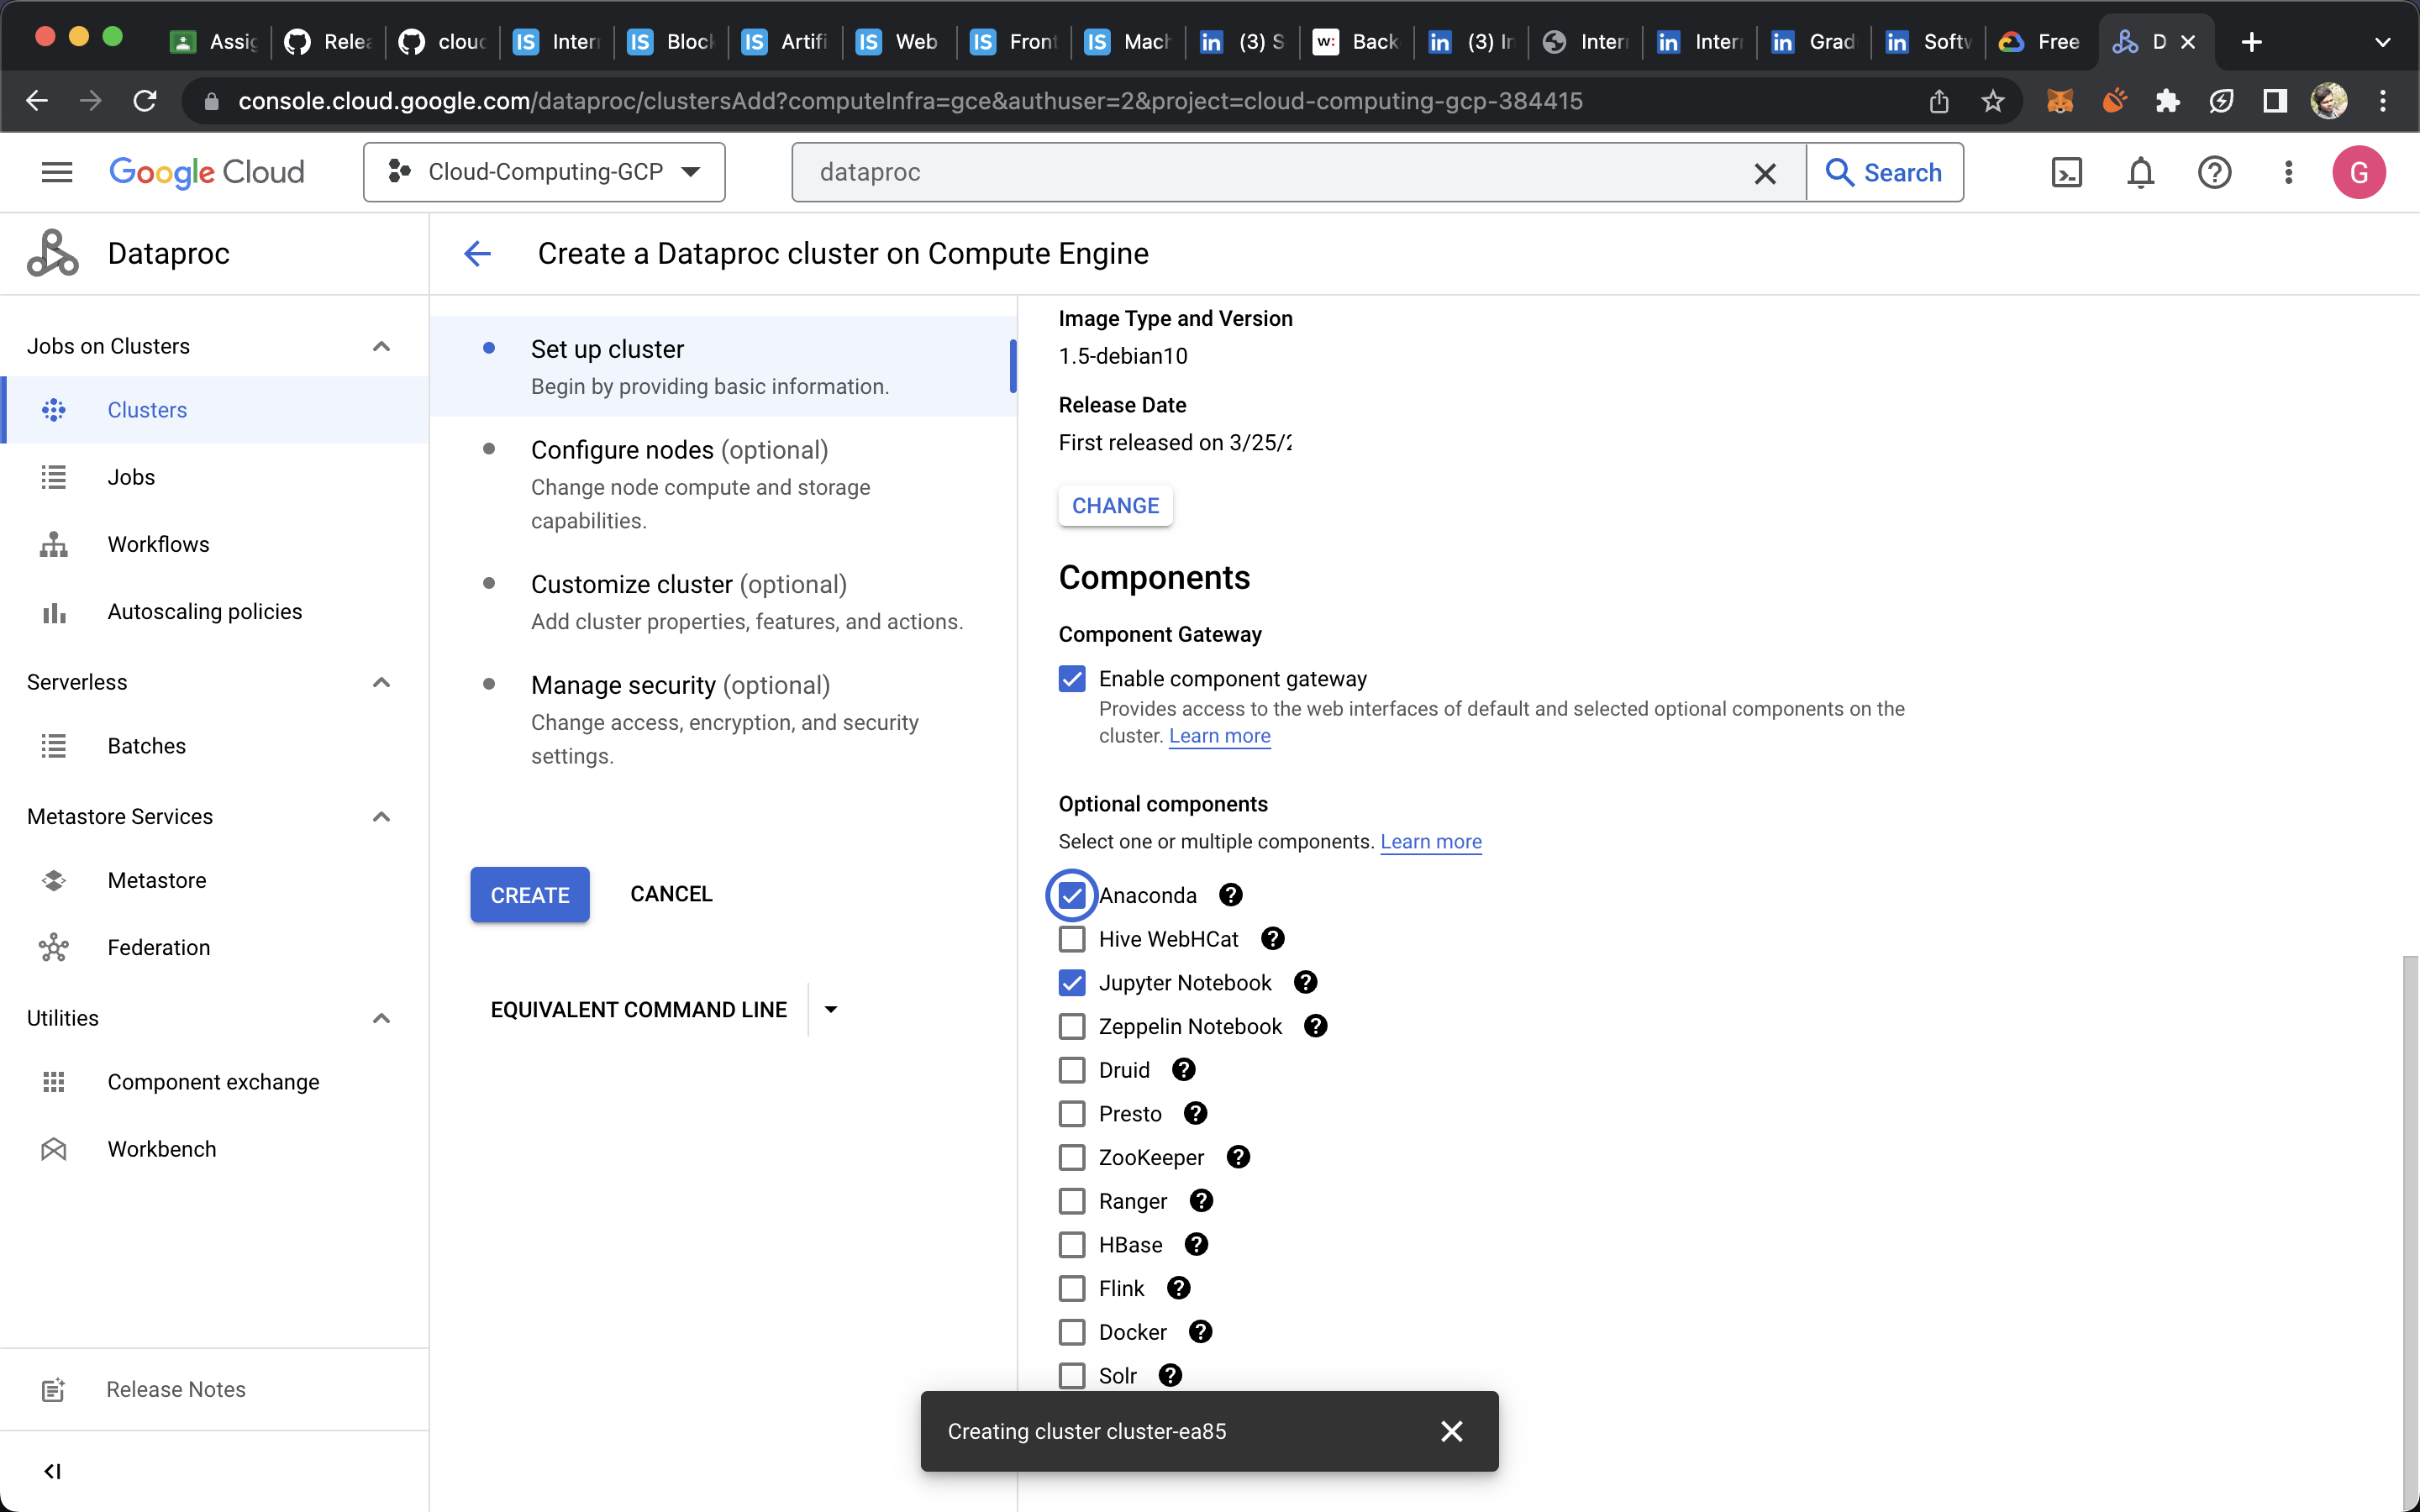 Assig
Relea
clou
Inter
Block
Artifi
Web
Front
Mach
(3) S
Back
(3) In
Inter
Inter
Grad
Softw
Free
D
console.cloud.google.com/dataproc/clustersAdd?computeInfra=gce&authuser=2&project=cloud-computing-gcp-384415
Google Cloud
Cloud-Computing-GCP
dataproc
Search
G
Dataproc
Create a Dataproc cluster on Compute Engine
Jobs on Clusters
Clusters
Jobs
Workflows
Autoscaling policies
Serverless
Batches
Metastore Services
Metastore
Federation
Utilities
Component exchange
Workbench
Release Notes
Set up cluster
Begin by providing basic information.
Configure nodes (optional)
Change node compute and storage
capabilities.
Customize cluster (optional)
Add cluster properties, features, and actions.
Manage security (optional)
Change access, encryption, and security
settings.
CREATE
CANCEL
EQUIVALENT COMMAND LINE
Image Type and Version
1.5-debian10
Release Date
First released on 3/25/2
CHANGE
Components
Component Gateway
Enable component gateway
Provides access to the web interfaces of default and selected optional components on the
cluster. Learn more
Optional components
Select one or multiple components. Learn more
Anaconda
Hive WebHCat
Jupyter Notebook
Zeppelin Notebook
Druid
Presto
ZooKeeper
Ranger
HBase
Flink
Docker
Solr
Creating cluster cluster-ea85